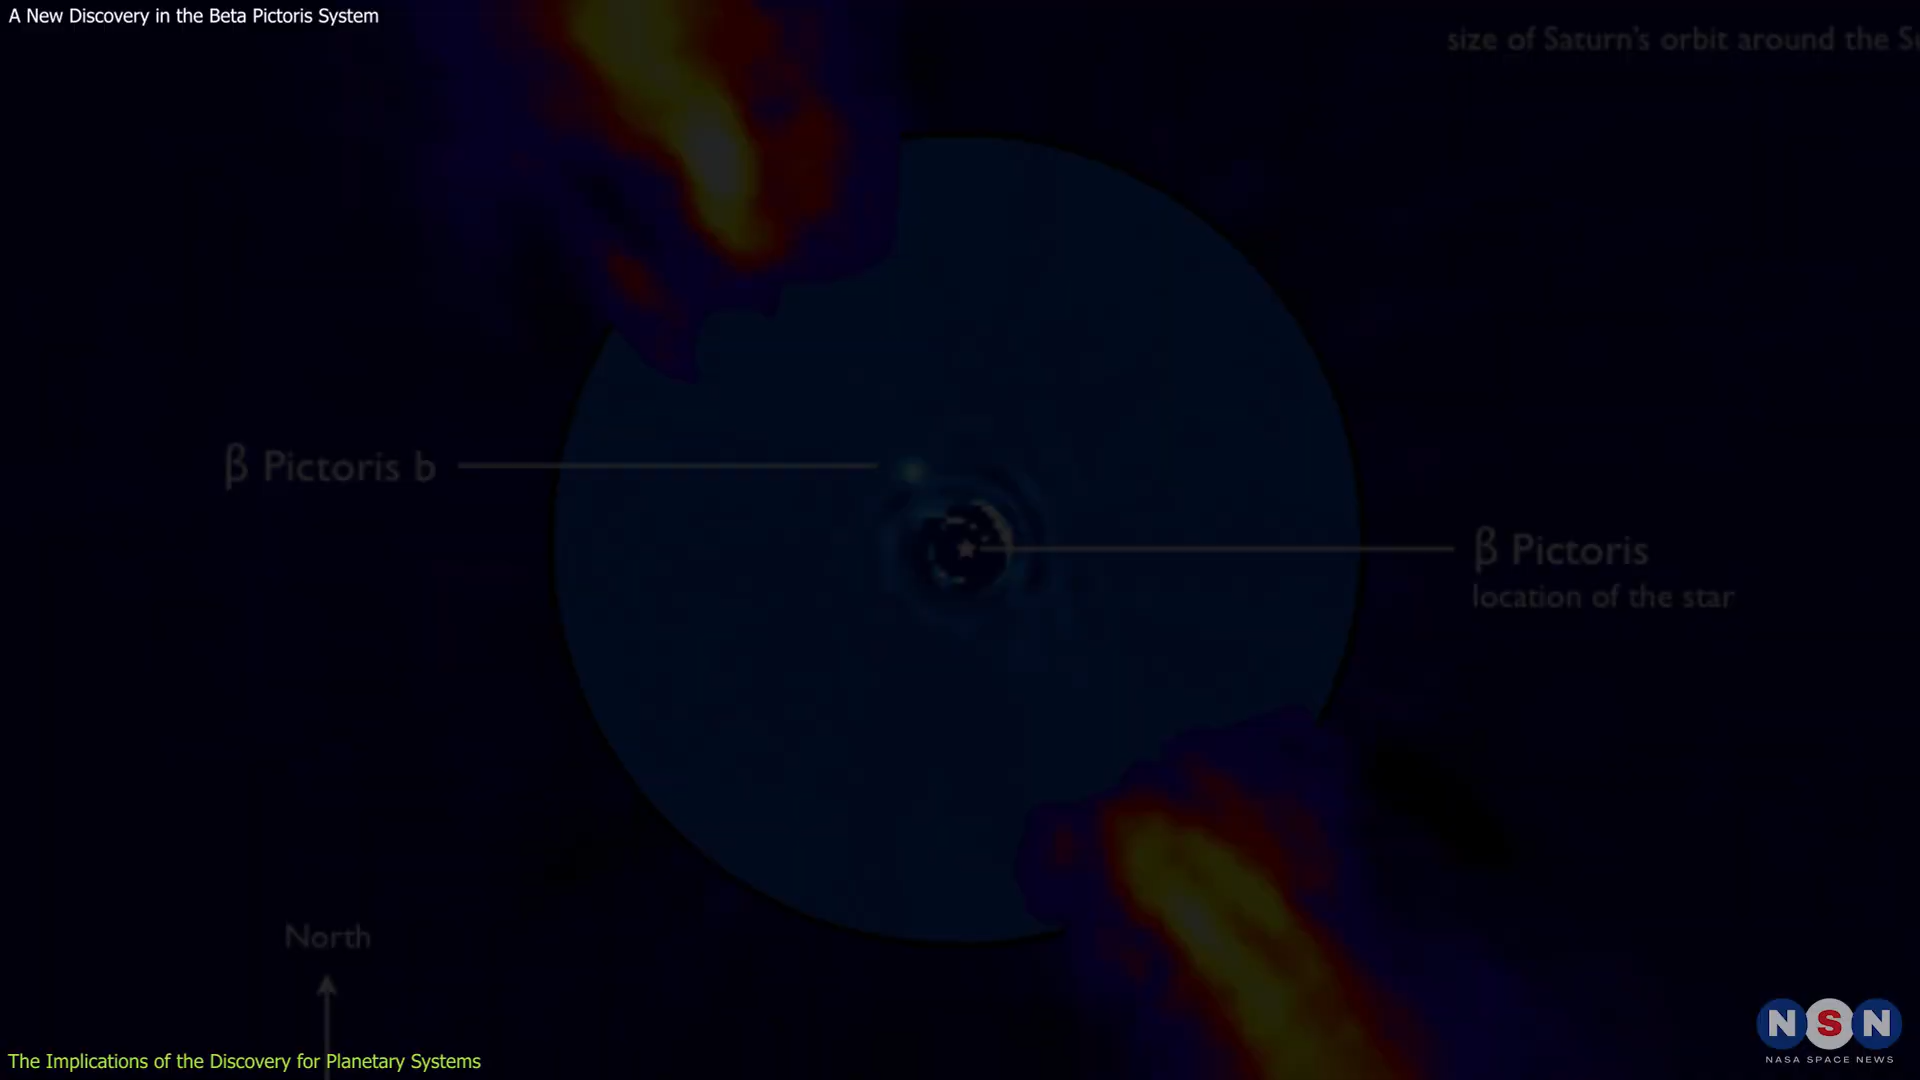 A New Discovery in the Beta Pictoris System
size of Saturn's orbit around the
β Pictoris b
β Pictoris
location of the star
North
NSN
NASA SPACE NEWS
The Implications of the Discovery for Planetary Systems